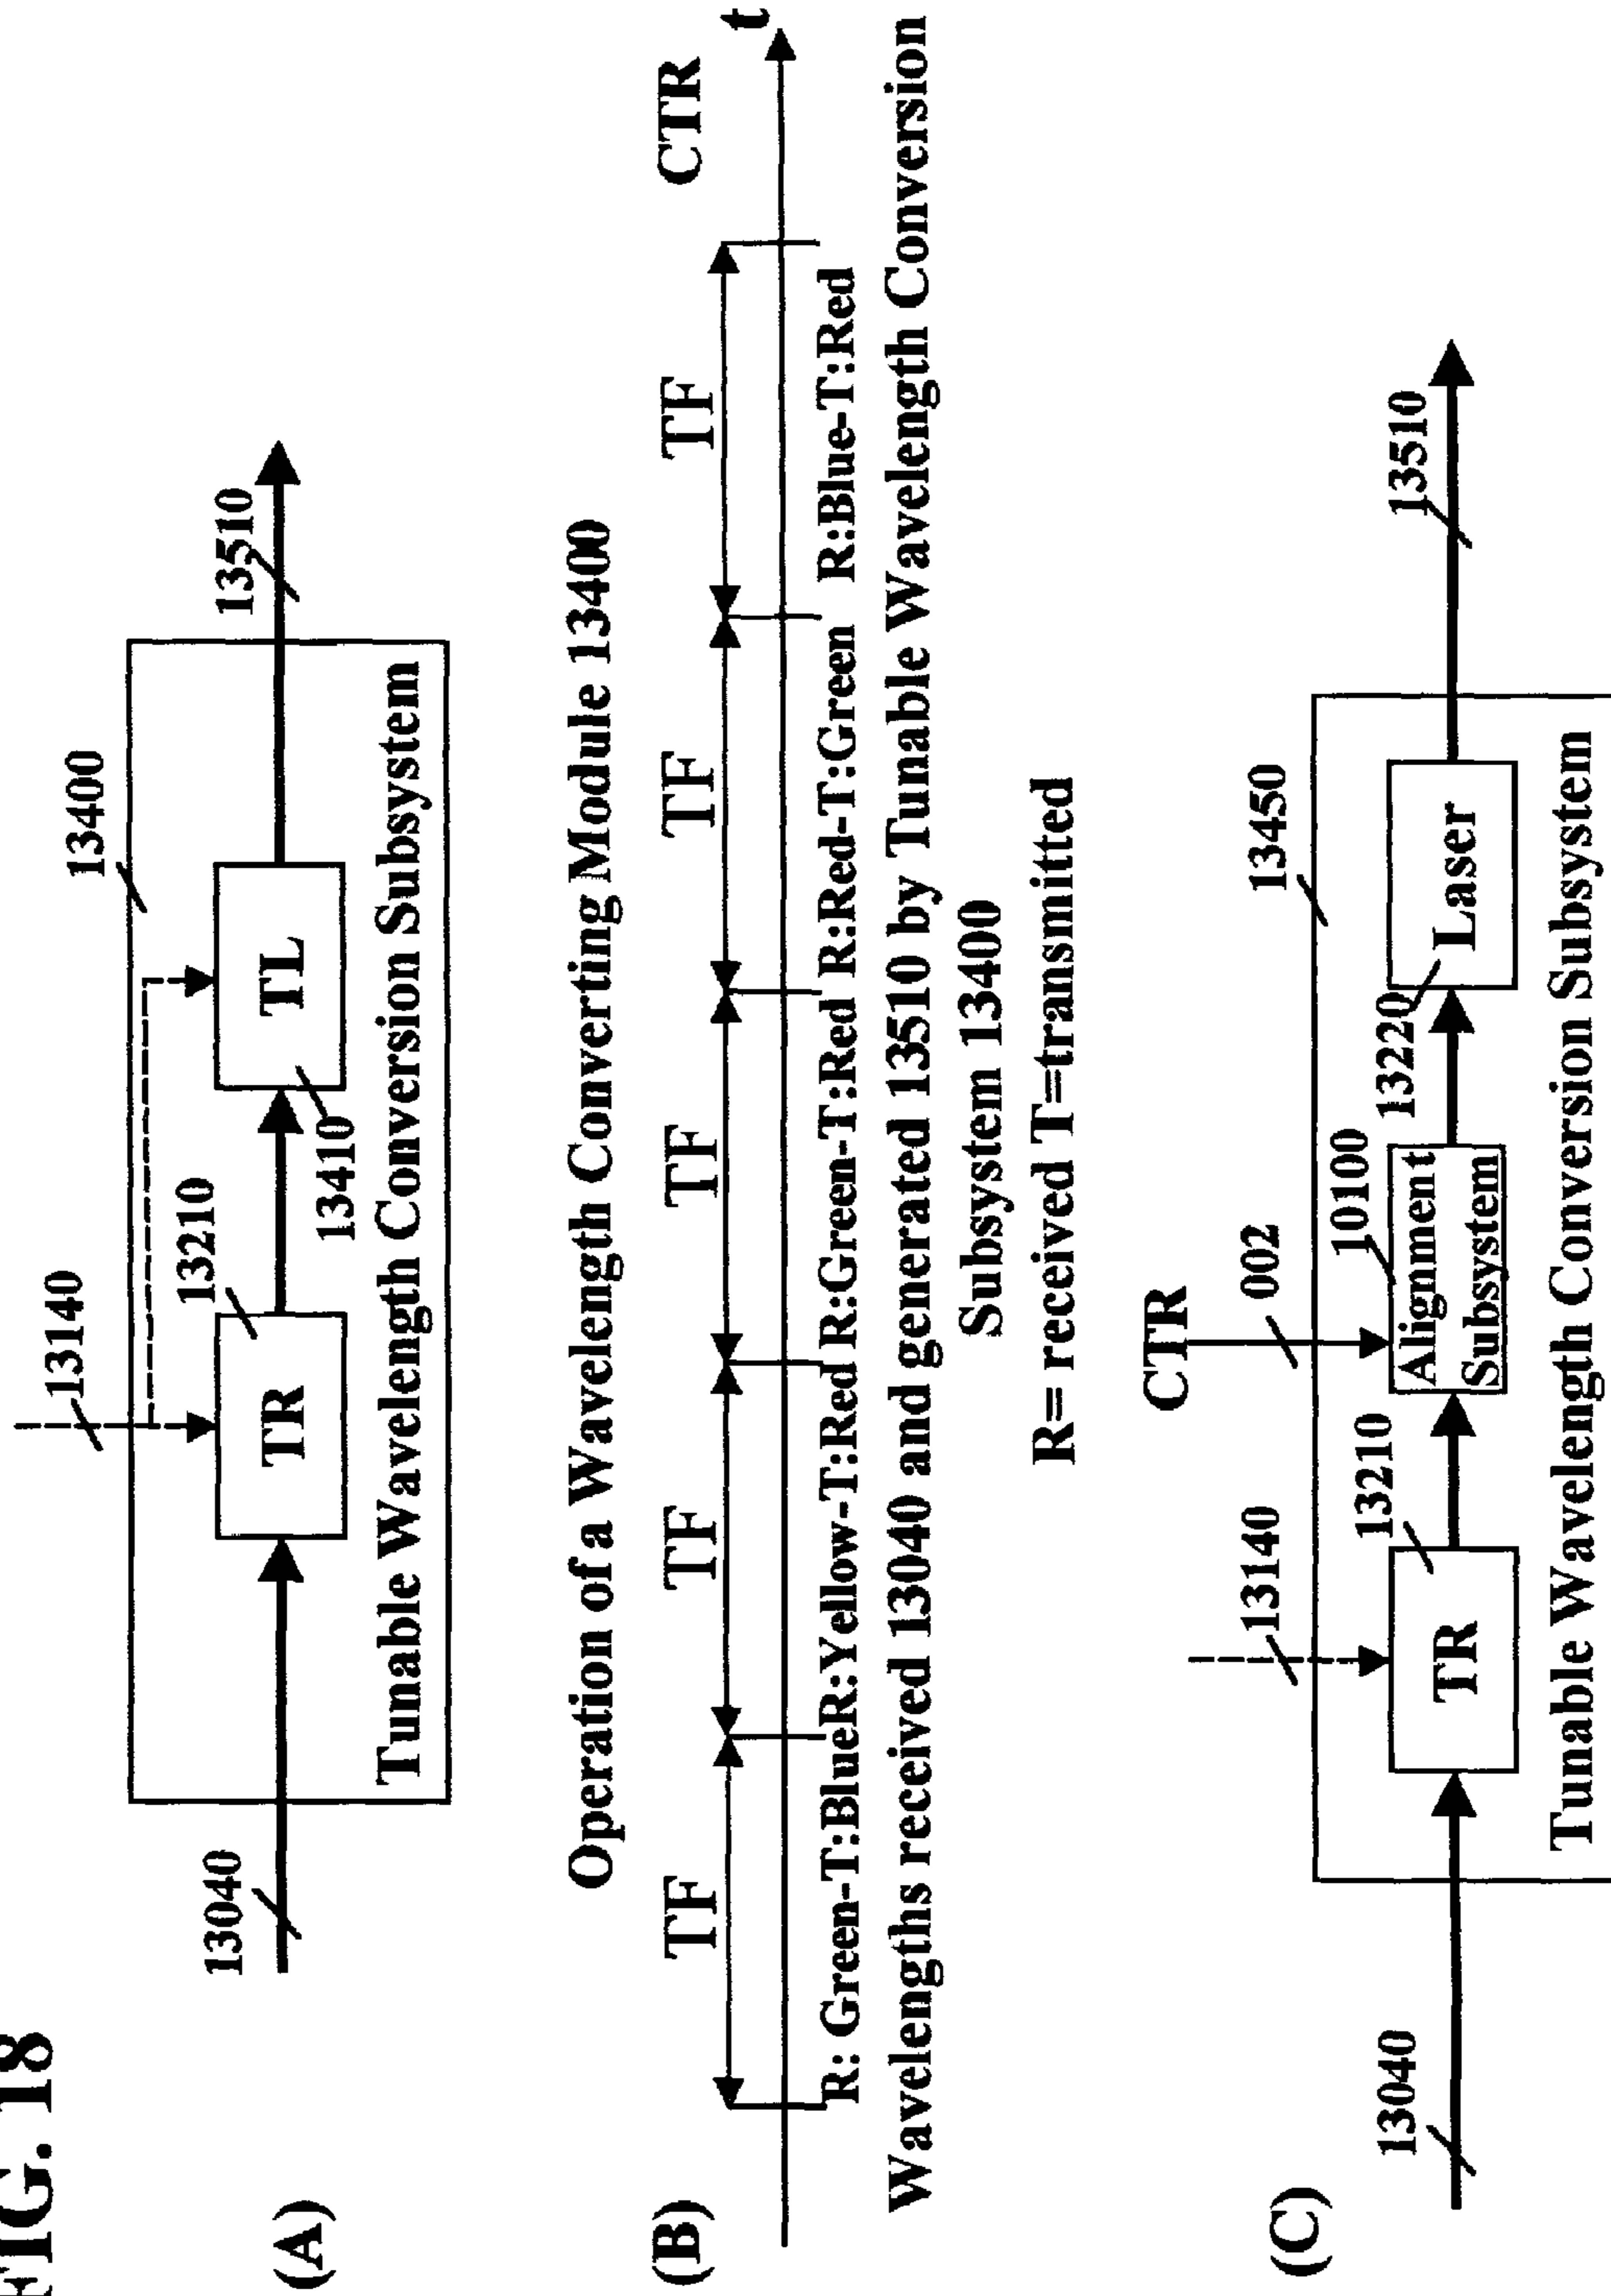 FIG. 18
(A)
13040
13140
13210
TR
13410
TL
13400
13510
Tunable Wavelength Conversion Subsystem
Operation of a Wavelength Converting Module 13400
(B)
TF
TF
TF
TF
TF
CTR
t
R: Green-T:Blue
R:Yellow-T:Red
R:Green-T:Red
R:Red-T:Green
R:Blue-T:Red
Wavelengths received 13040 and generated 13510 by Tunable Wavelength Conversion
Subsystem 13400
R= received T=transmitted
(C)
13040
13140
TR
13210
CTR
002
10100
Alignment
Subsystem
13220
Laser
13450
13510
Tunable Wavelength Conversion Subsystem